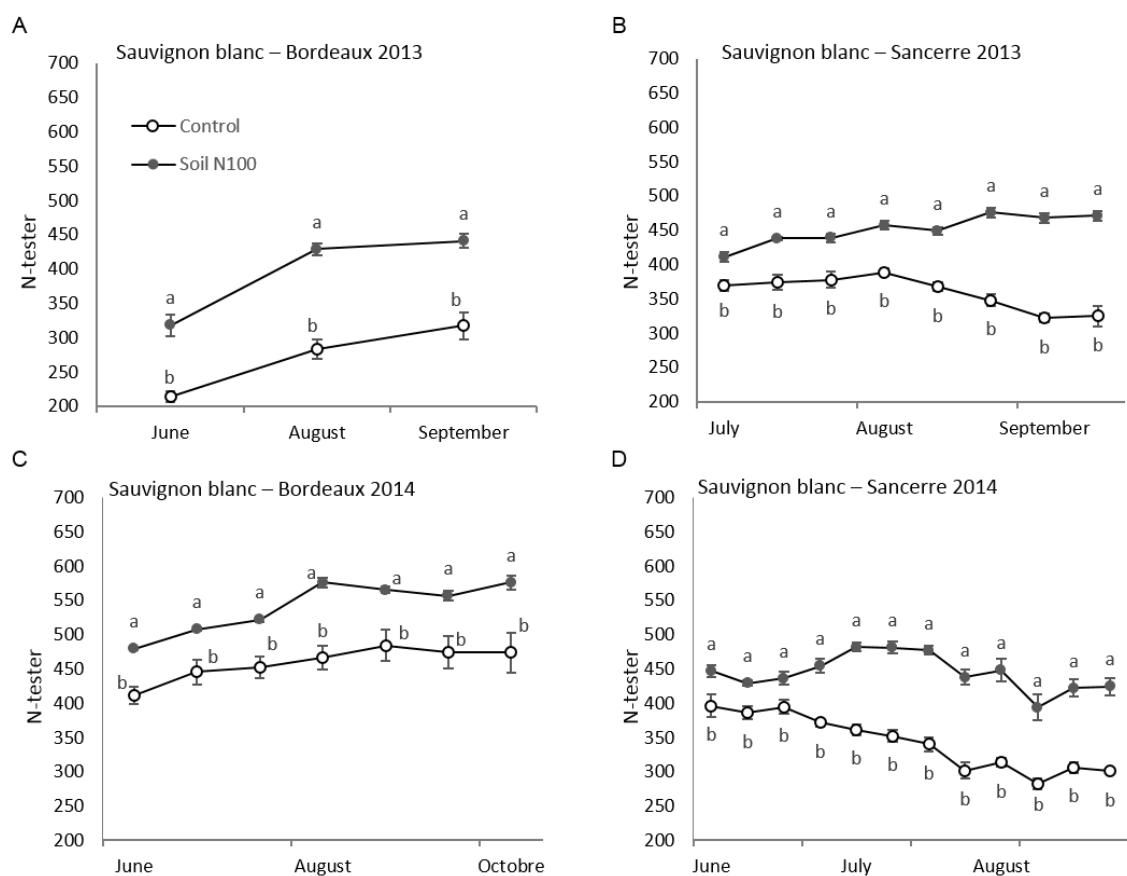 A
Sauvignon blanc – Bordeaux 2013
700
650
600
550
500
450
400
350
300
250
200
N-tester
Control
Soil N100
a
a
a
b
b
b
June August September
B
Sauvignon blanc – Sancerre 2013
700
650
600
550
500
450
400
350
300
250
200
N-tester
a a a a a a a a
b b b b b b b b
July August September
C
Sauvignon blanc – Bordeaux 2014
700
650
600
550
500
450
400
350
300
250
200
N-tester
a a a a a a a
b b b b b b b
June August Octobre
D
Sauvignon blanc – Sancerre 2014
700
650
600
550
500
450
400
350
300
250
200
N-tester
a a a a a a a a a a a a
b b b b b b b b b b b b
June July August